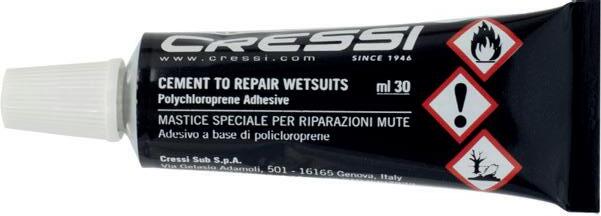 CRESSI
www.cressi.com SINCE 1946
CEMENT TO REPAIR WETSUITS ml 30
Polychloroprene Adhesive
MASTICE SPECIALE PER RIPARAZIONI MUTE
Adesivo a base di policloroprene
Cressi Sub S.p.A.
Via Gelasio Adamoli, 501 - 16165 Genova, Italy